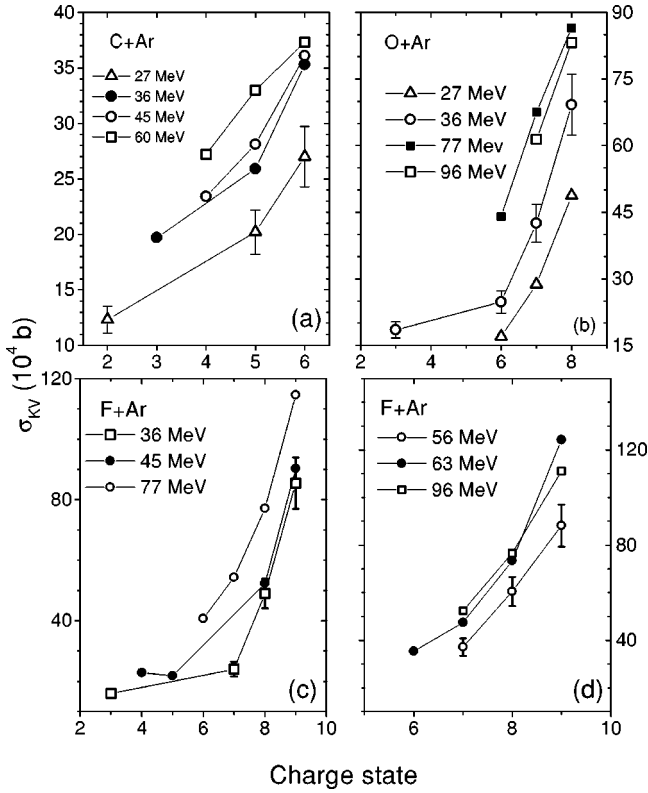 C+Ar
27 MeV
36 MeV
45 MeV
60 MeV
(a)
40
35
30
25
20
15
10
2 3 4 5 6
O+Ar
27 MeV
36 MeV
77 Mev
96 MeV
(b)
90
75
60
45
30
15
2 4 6 8
σKV (10⁴ b)
F+Ar
36 MeV
45 MeV
77 MeV
(c)
120
80
40
2 4 6 8 10
F+Ar
56 MeV
63 MeV
96 MeV
(d)
120
80
40
6 8 10
Charge state